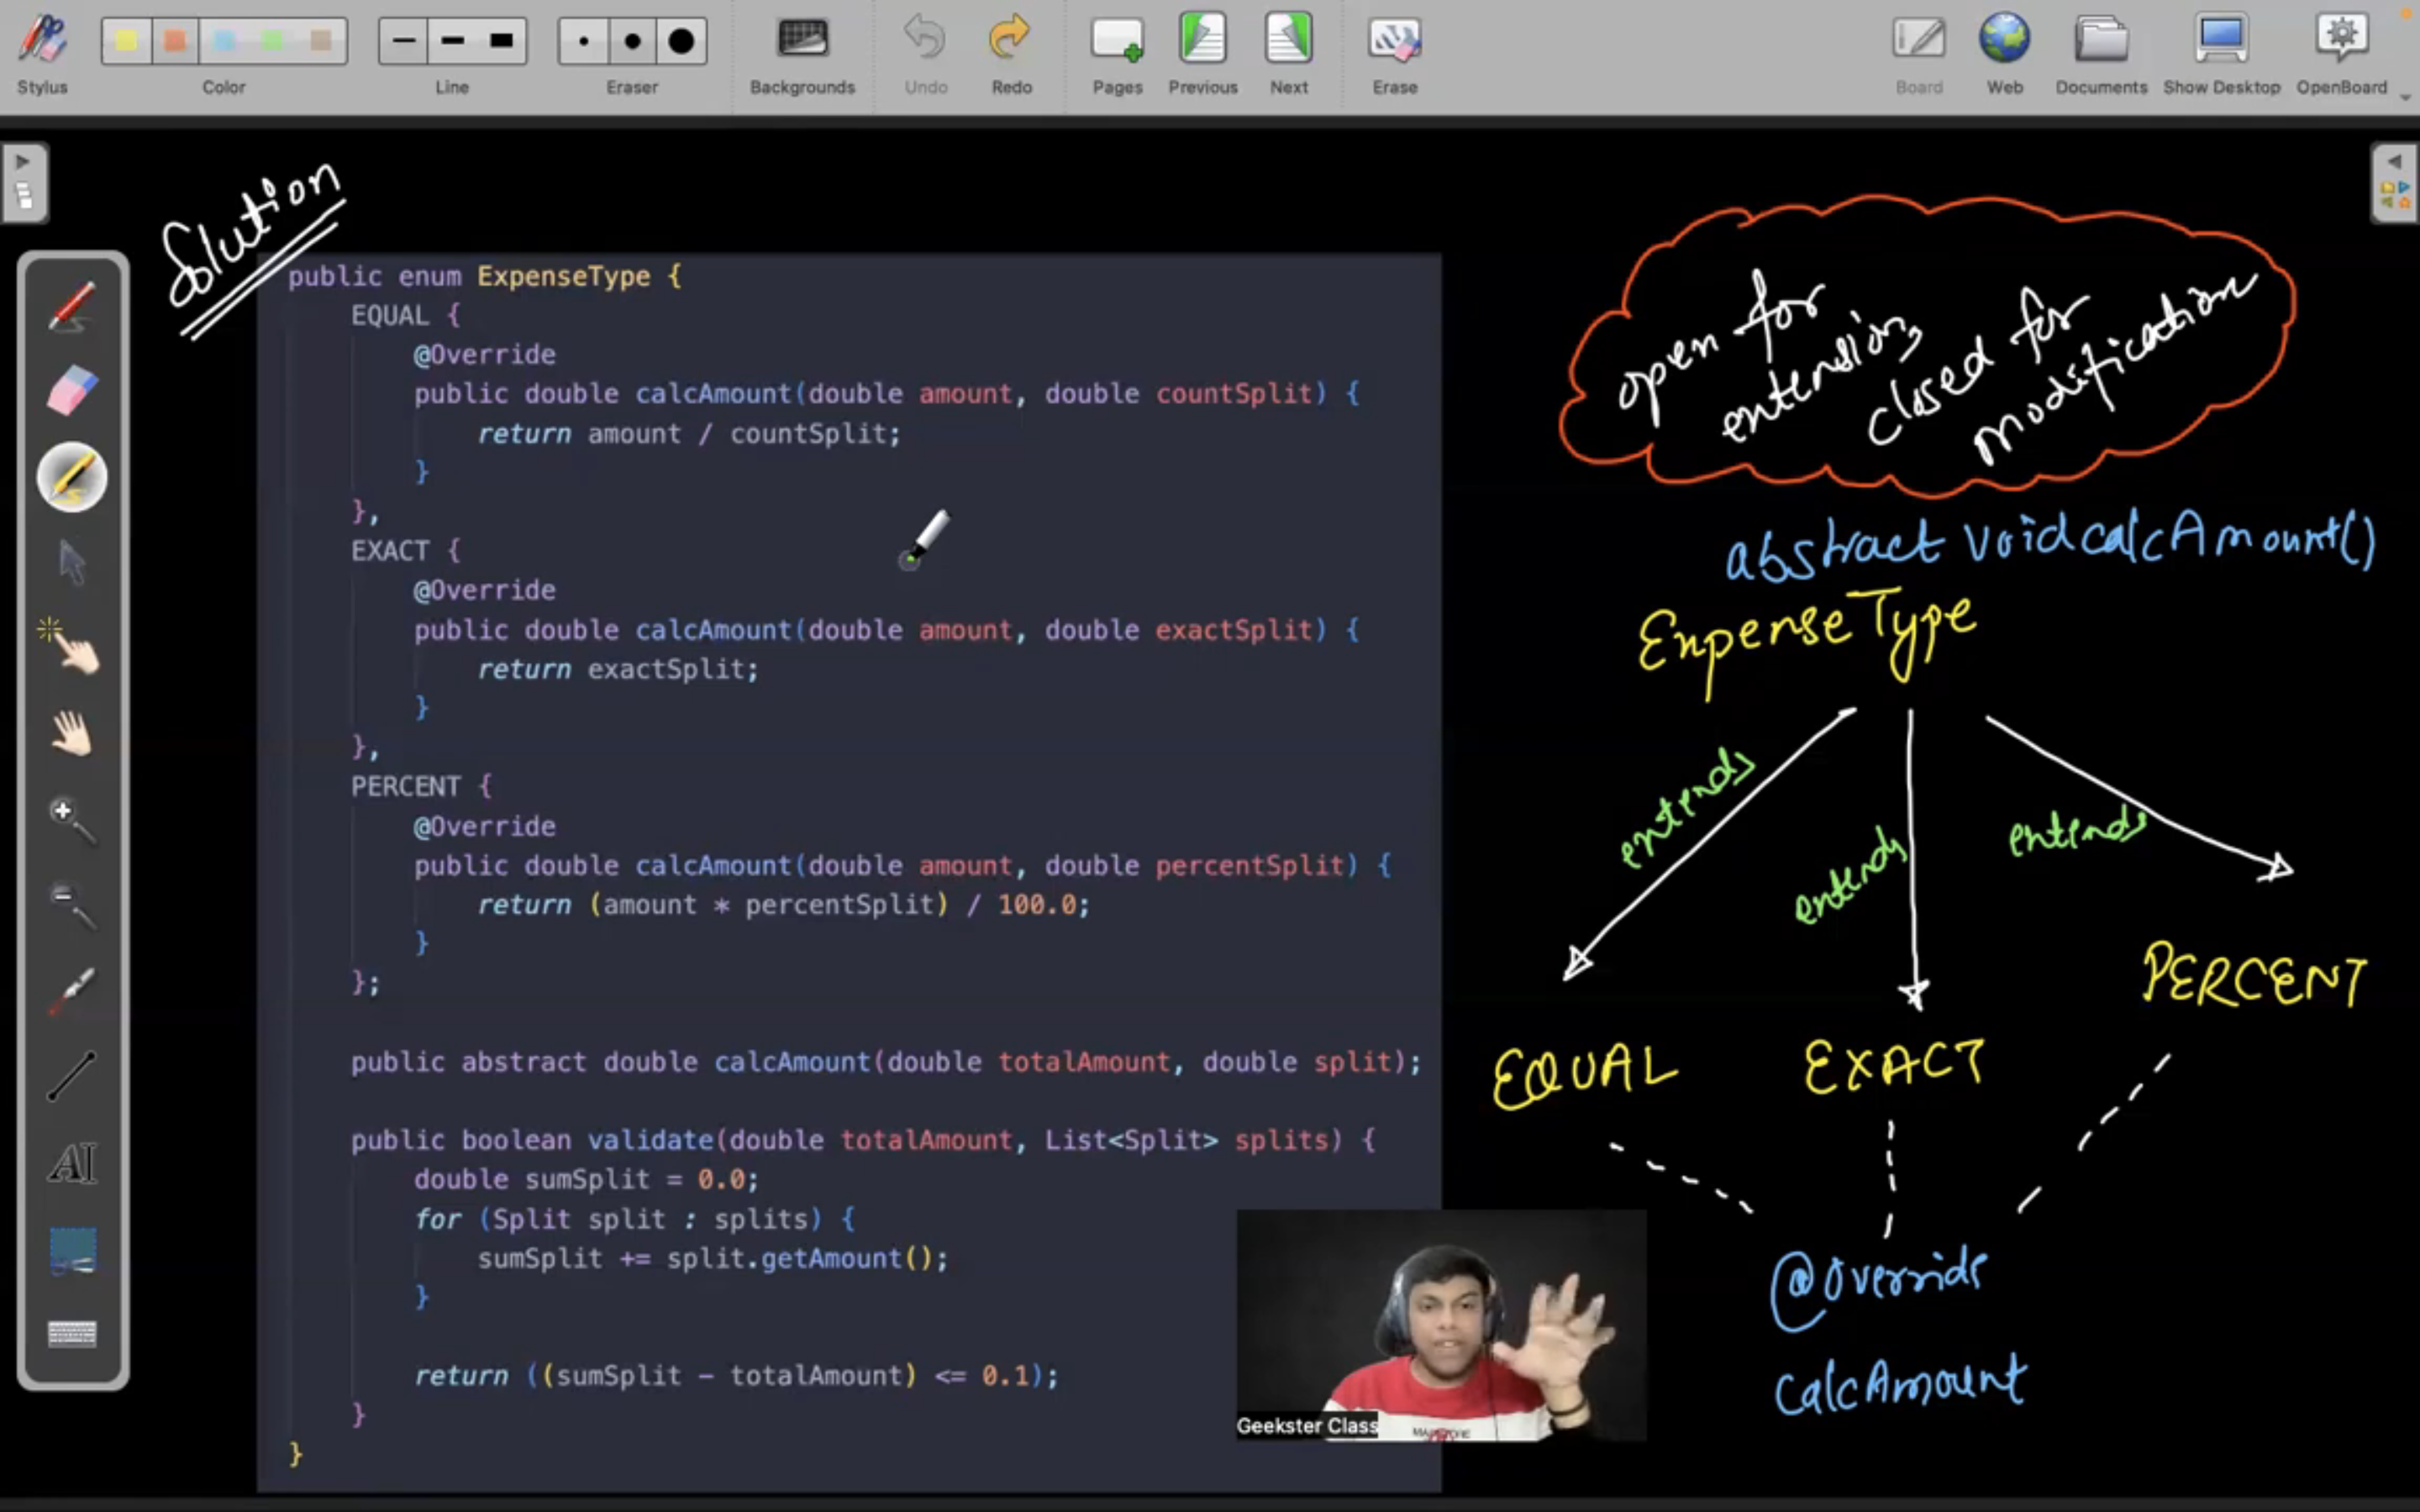 Stylus
Color
Line
Eraser
Backgrounds
Undo
Redo
Pages
Previous
Next
Erase
Board
Web
Documents
Show Desktop
OpenBoard
Solution
public enum ExpenseType {
EQUAL {
@Override
public double calcAmount(double amount, double countSplit) {
return amount / countSplit;
}
},
EXACT {
@Override
public double calcAmount(double amount, double exactSplit) {
return exactSplit;
}
},
PERCENT {
@Override
public double calcAmount(double amount, double percentSplit) {
return (amount * percentSplit) / 100.0;
}
};
public abstract double calcAmount(double totalAmount, double split);
public boolean validate(double totalAmount, List<Split> splits) {
double sumSplit = 0.0;
for (Split split : splits) {
sumSplit += split.getAmount();
}
return ((sumSplit - totalAmount) <= 0.1);
}
}
open for
extension,
closed for
modification
abstract void calcAmount()
ExpenseType
extends
extends
extends
EQUAL
EXACT
PERCENT
@Override
calcAmount
AI
Geekster Class